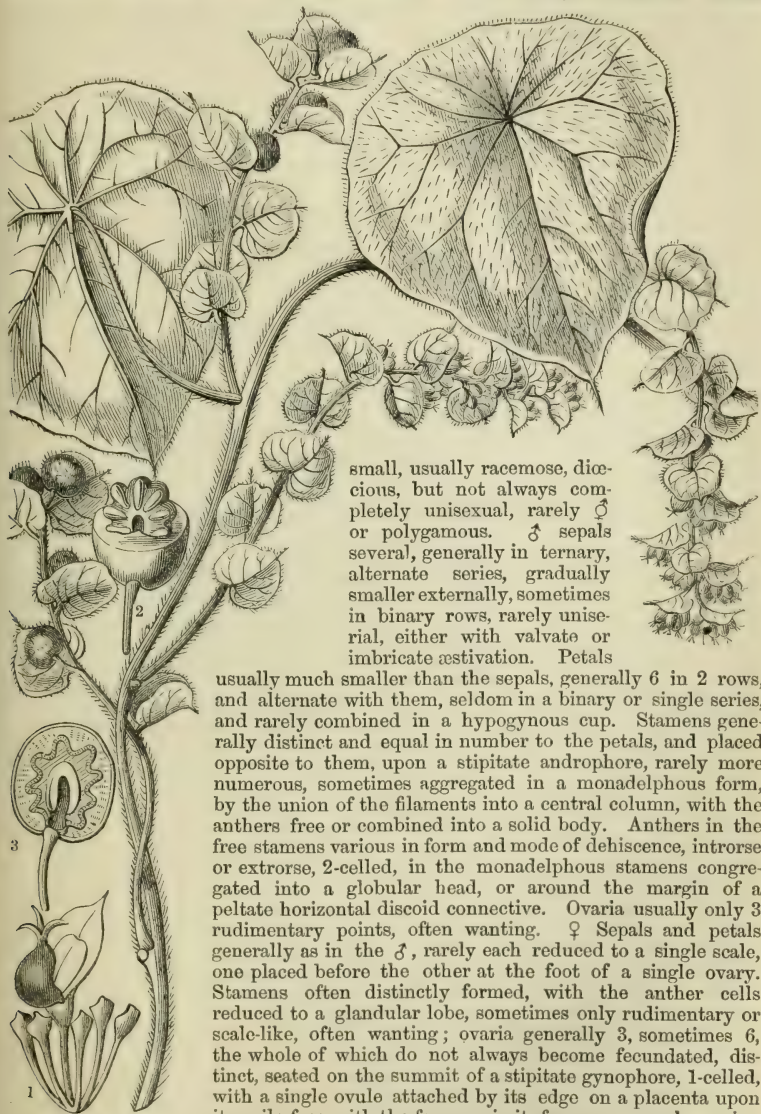 small, usually racemose, diœ-
cious, but not always com-
pletely unisexual, rarely ⚥
or polygamous. ♂ sepals
several, generally in ternary,
alternate series, gradually
smaller externally, sometimes
in binary rows, rarely unise-
rial, either with valvate or
imbricate æstivation. Petals
usually much smaller than the sepals, generally 6 in 2 rows,
and alternate with them, seldom in a binary or single series,
and rarely combined in a hypogynous cup. Stamens gene-
rally distinct and equal in number to the petals, and placed
opposite to them, upon a stipitate androphore, rarely more
numerous, sometimes aggregated in a monadelphous form,
by the union of the filaments into a central column, with the
anthers free or combined into a solid body. Anthers in the
free stamens various in form and mode of dehiscence, introrse
or extrorse, 2-celled, in the monadelphous stamens congre-
gated into a globular head, or around the margin of a
peltate horizontal discoid connective. Ovaria usually only 3
rudimentary points, often wanting. ♀ Sepals and petals
generally as in the ♂, rarely each reduced to a single scale,
one placed before the other at the foot of a single ovary.
Stamens often distinctly formed, with the anther cells
reduced to a glandular lobe, sometimes only rudimentary or
scale-like, often wanting; ovaria generally 3, sometimes 6,
the whole of which do not always become fecundated, dis-
tinct, seated on the summit of a stipitate gynophore, 1-celled,
with a single ovule attached by its edge on a placenta upon
2
3
1